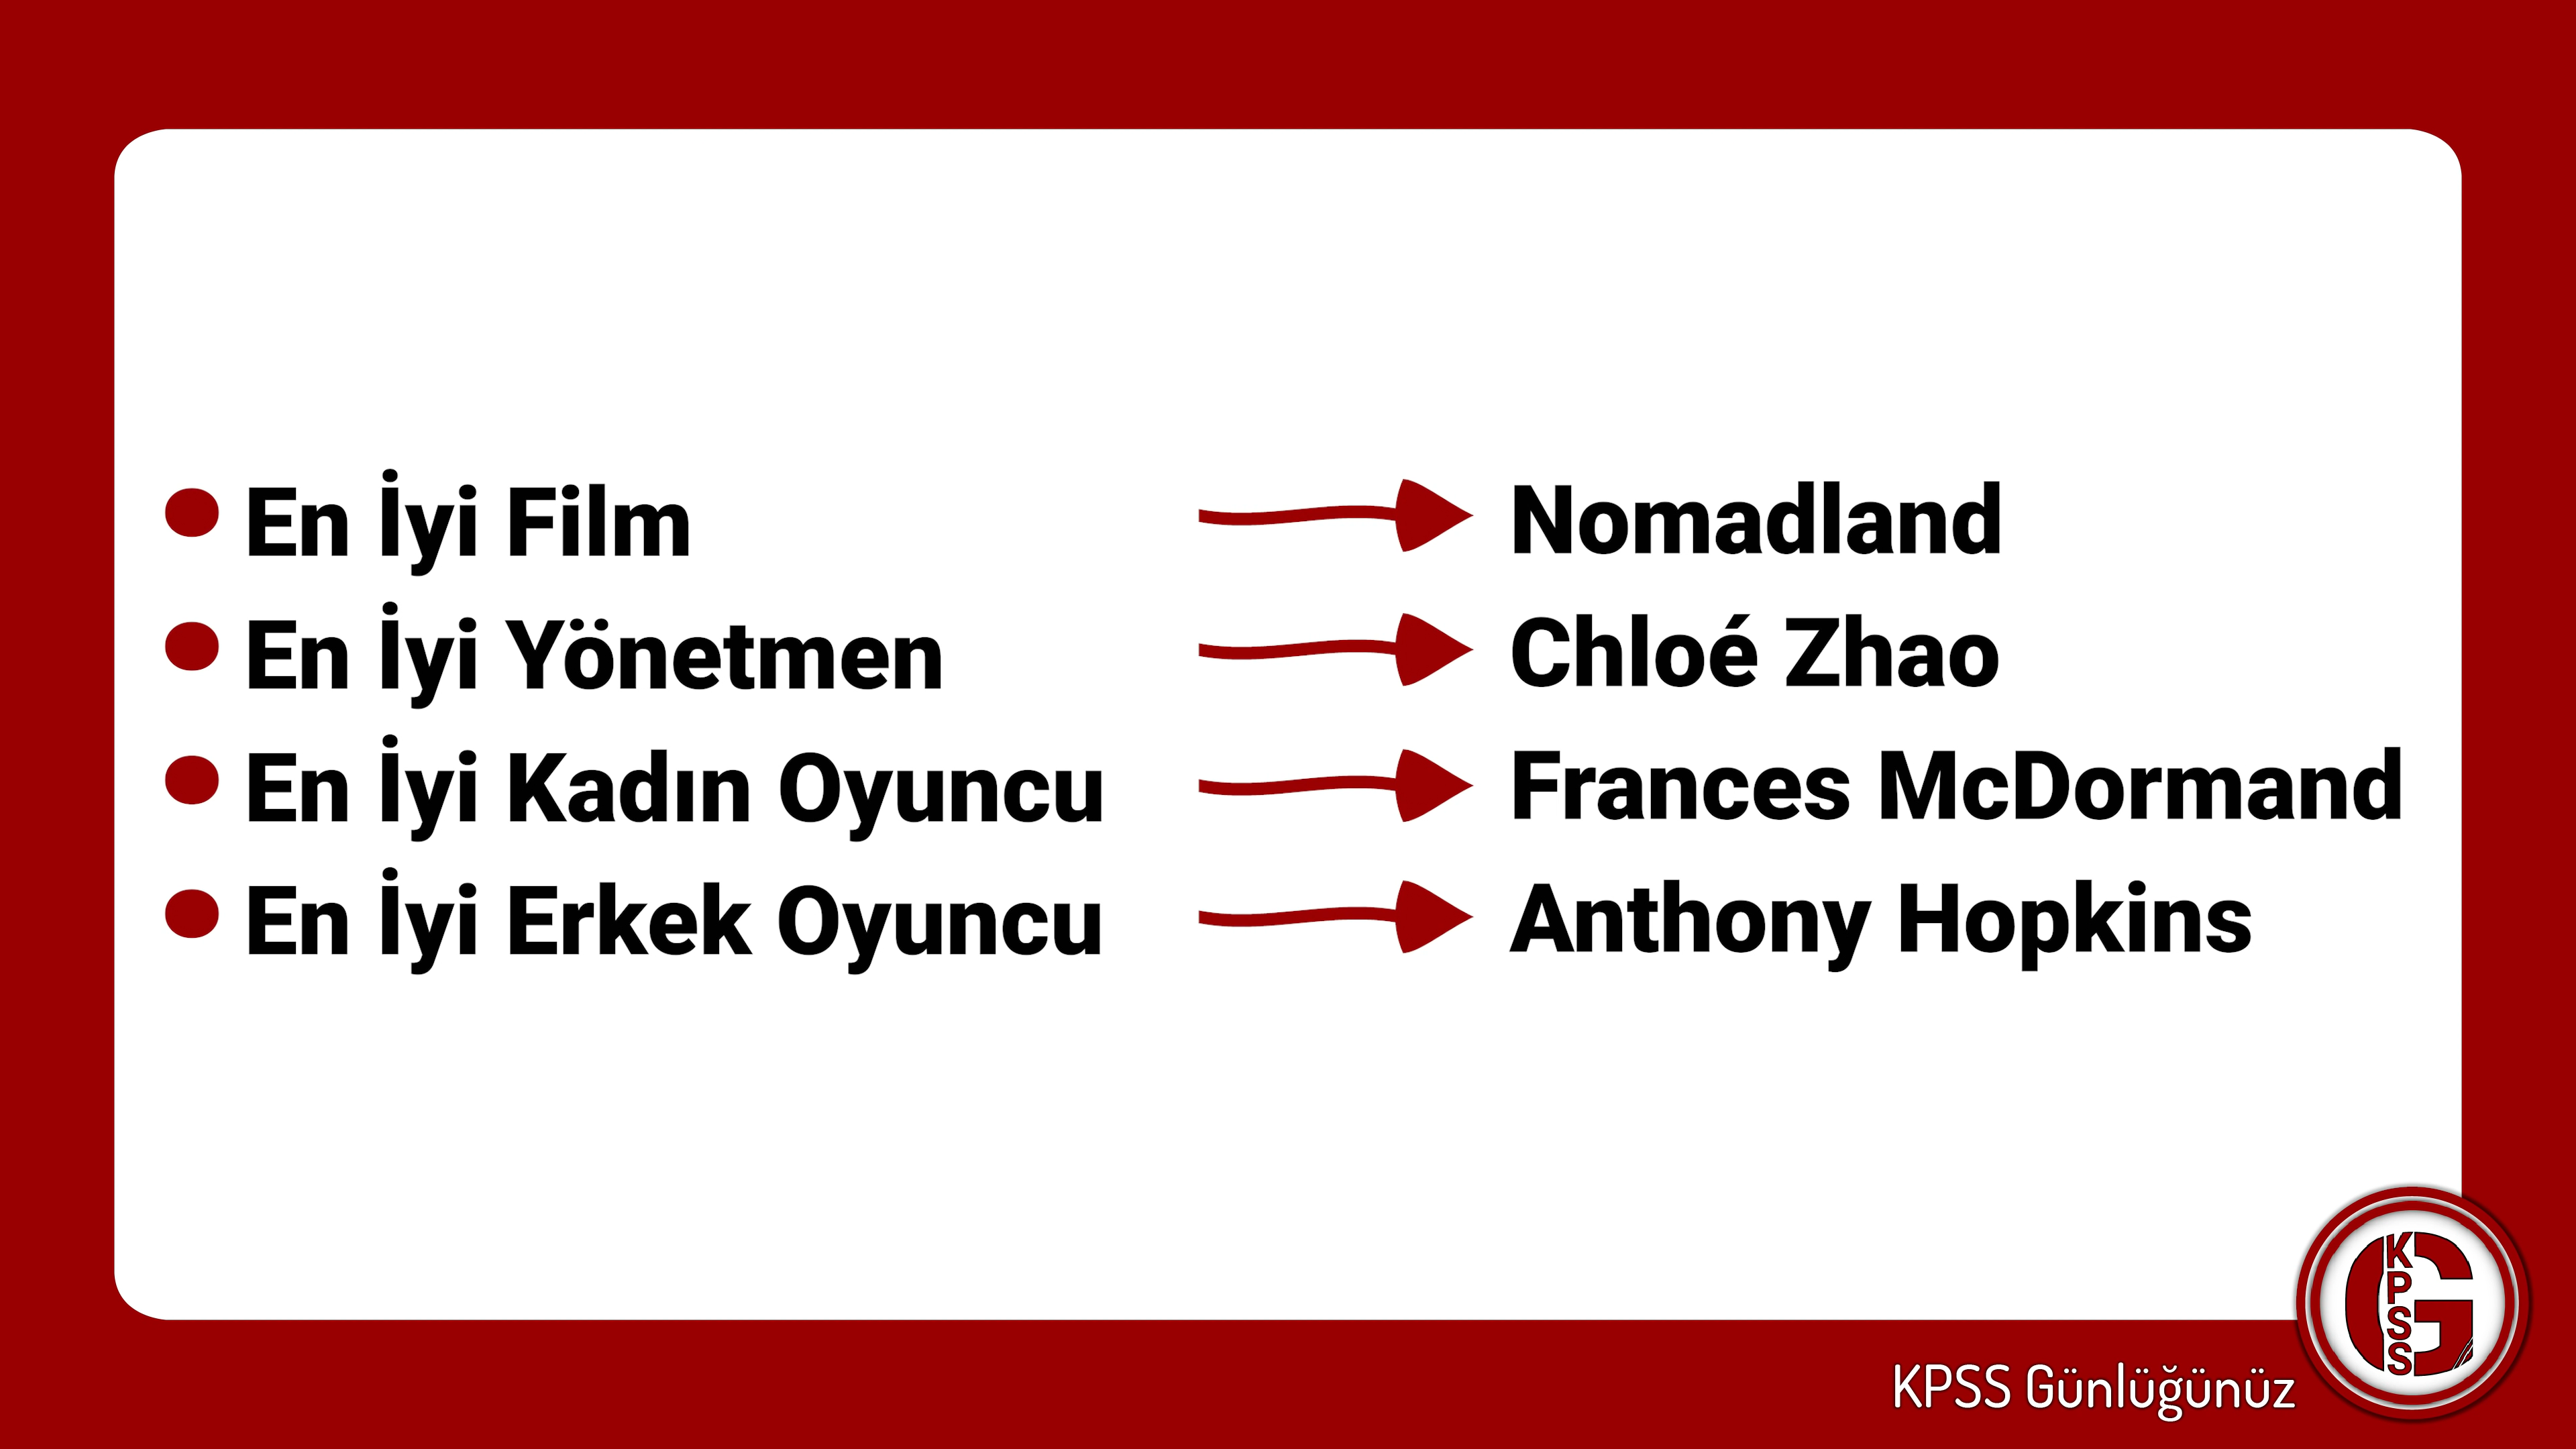 En İyi Film Nomadland
En İyi Yönetmen Chloé Zhao
En İyi Kadın Oyuncu Frances McDormand
En İyi Erkek Oyuncu Anthony Hopkins
KPSS
G
KPSS Günlüğünüz